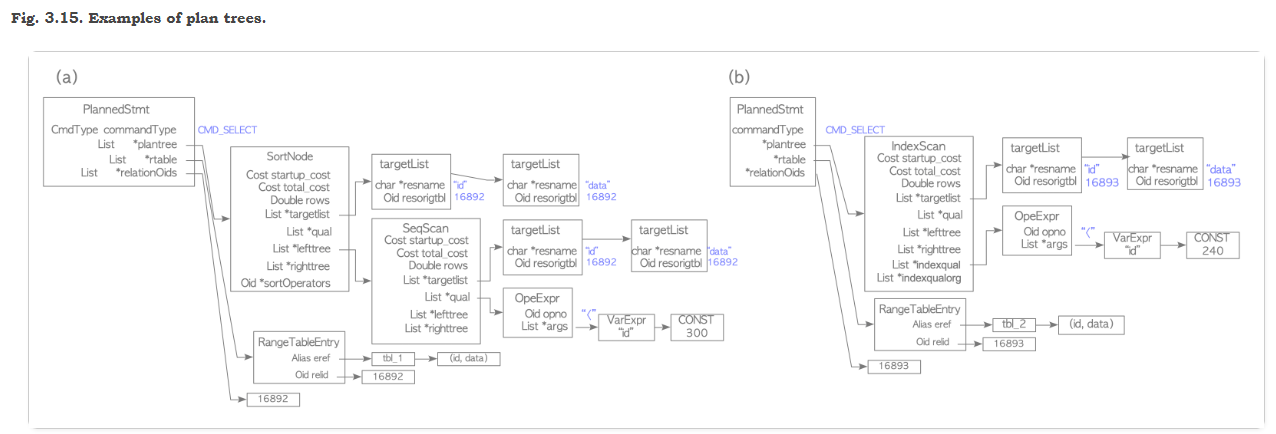 Fig. 3.15. Examples of plan trees.
(a)
PlannedStmt
CmdType commandType
CMD_SELECT
List *plantree
List *rtable
List *relationOids
SortNode
Cost startup_cost
Cost total_cost
Double rows
List *targetlist
List *qual
List *lefttree
List *righttree
Oid *sortOperators
targetList
char *resname "id"
Oid resorigtbl 16892
targetList
char *resname "data"
Oid resorigtbl 16892
SeqScan
Cost startup_cost
Cost total_cost
Double rows
List *targetlist
List *qual
List *lefttree
List *righttree
targetList
char *resname "id"
Oid resorigtbl 16892
targetList
char *resname "data"
Oid resorigtbl 16892
OpeExpr
Oid opno "<"
List *args
VarExpr
"id"
CONST
300
RangeTableEntry
Alias eref
Oid relid
tbl_1
(id, data)
16892
16892
(b)
PlannedStmt
commandType
CMD_SELECT
*plantree
*rtable
*relationOids
IndexScan
Cost startup_cost
Cost total_cost
Double rows
List *targetlist
List *qual
List *lefttree
List *righttree
List *indexqual
List *indexqualorg
targetList
char *resname "id"
Oid resorigtbl 16893
targetList
char *resname "data"
Oid resorigtbl 16893
OpeExpr
Oid opno "<"
List *args
VarExpr
"id"
CONST
240
RangeTableEntry
Alias eref
Oid relid
tbl_2
(id, data)
16893
16893